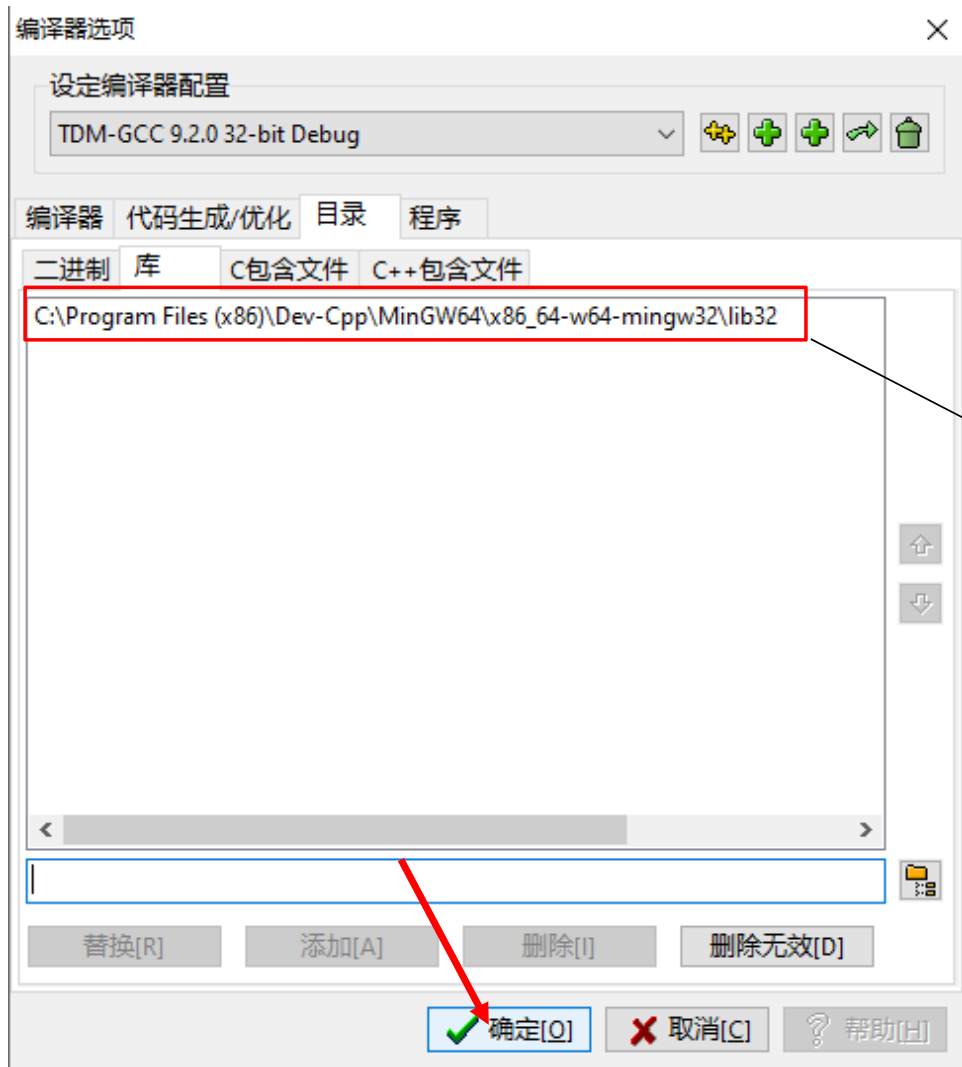 编译器选项
设定编译器配置
TDM-GCC 9.2.0 32-bit Debug
编译器 代码生成/优化 目录 程序
二进制 库 C包含文件 C++包含文件
C:\Program Files (x86)\Dev-Cpp\MinGW64\x86_64-w64-mingw32\lib32
替换[R] 添加[A] 删除[I] 删除无效[D]
确定[O] 取消[C] 帮助[H]